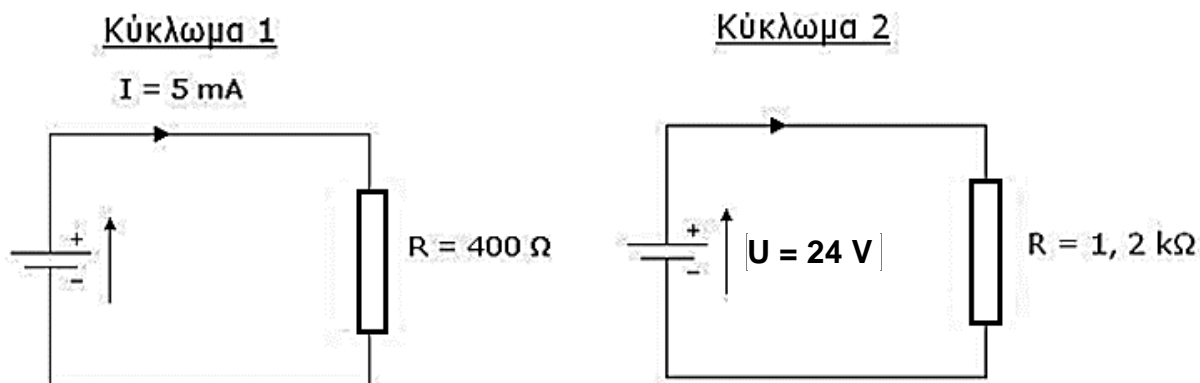 Κύκλωμα 1
I = 5 mA
+
-
R = 400 Ω
Κύκλωμα 2
+
-
U = 24 V
R = 1, 2 kΩ